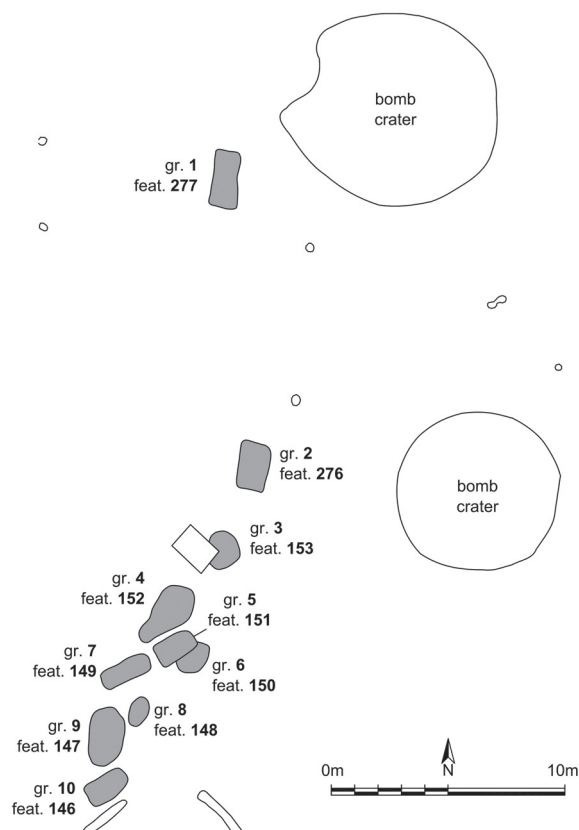 bomb
crater
gr. 1
feat. 277
gr. 2
feat. 276
bomb
crater
gr. 3
feat. 153
gr. 4
feat. 152
gr. 5
feat. 151
gr. 7
feat. 149
gr. 6
feat. 150
gr. 8
feat. 148
gr. 9
feat. 147
gr. 10
feat. 146
0m
N
10m